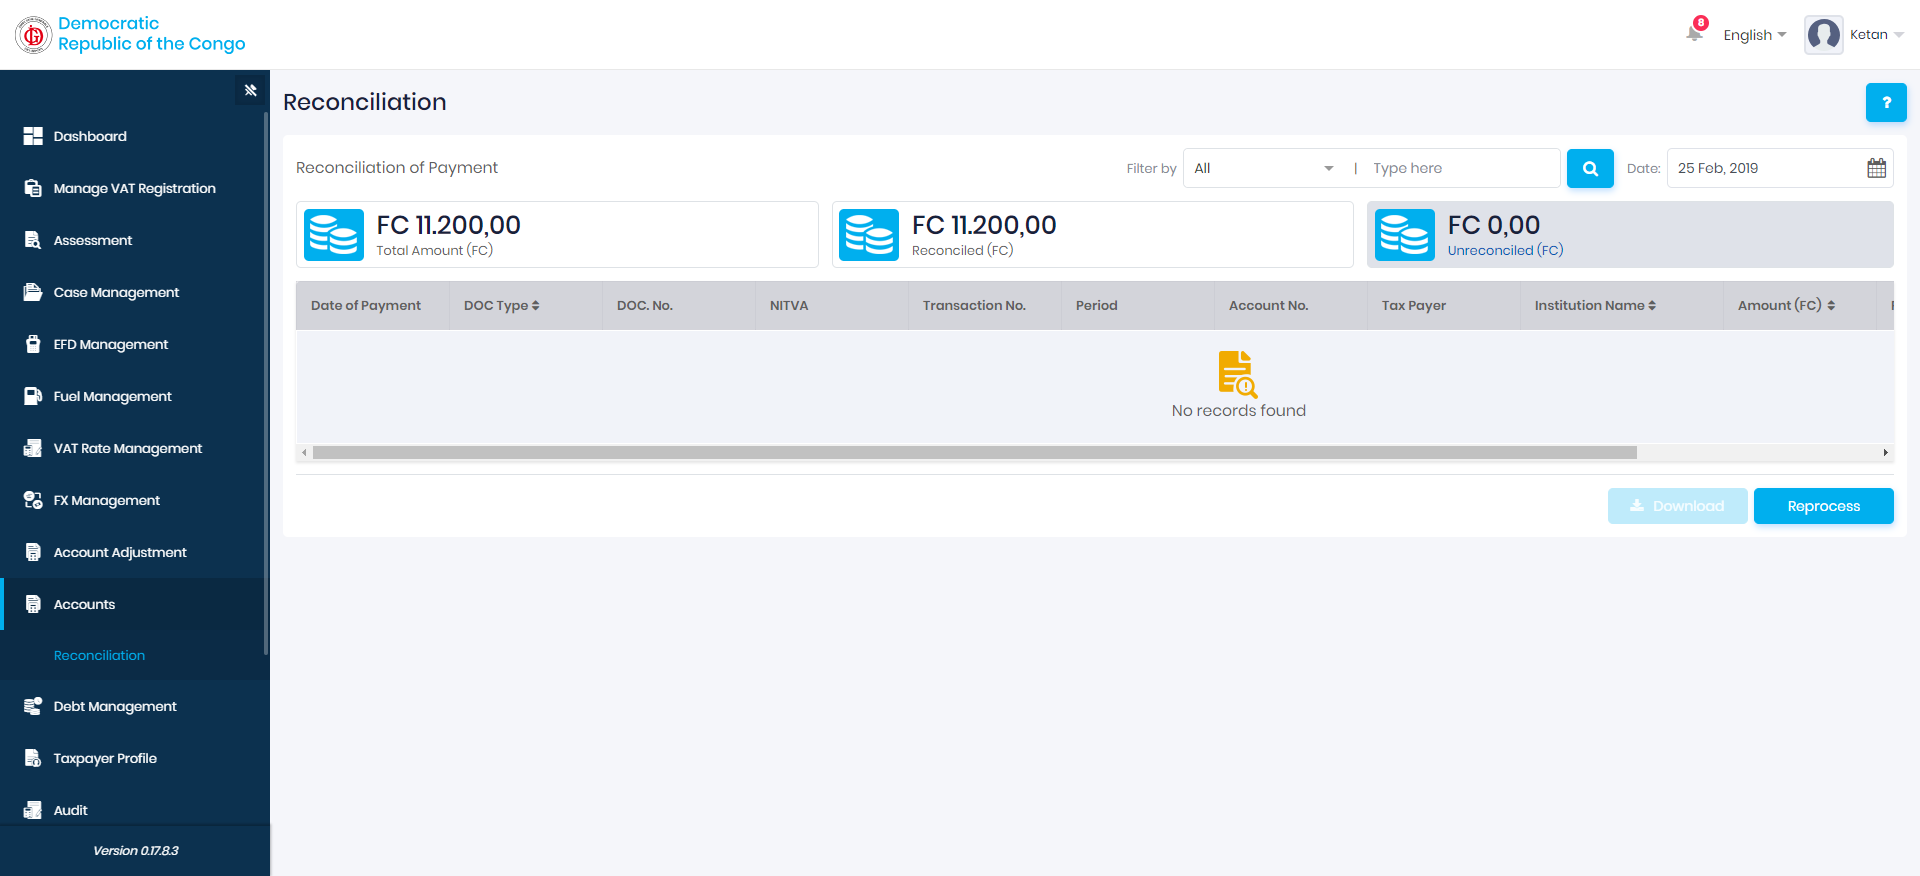 Democratic
Republic of the Congo
8
English
Ketan
Dashboard
Manage VAT Registration
Assessment
Case Management
EFD Management
Fuel Management
VAT Rate Management
FX Management
Account Adjustment
Accounts
Reconciliation
Debt Management
Taxpayer Profile
Audit
Version 0.17.8.3
Reconciliation
?
Reconciliation of Payment
Filter by All | Type here Date: 25 Feb, 2019
FC 11.200,00
Total Amount (FC)
FC 11.200,00
Reconciled (FC)
FC 0,00
Unreconciled (FC)
Date of Payment DOC Type DOC. No. NITVA Transaction No. Period Account No. Tax Payer Institution Name Amount (FC)
No records found
Download Reprocess